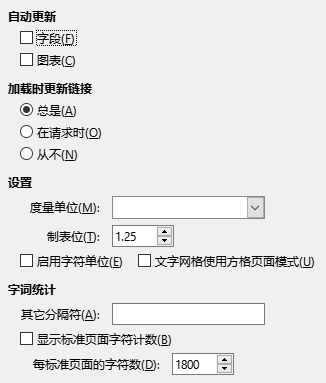 自动更新
字段(F)
图表(C)
加载时更新链接
总是(A)
在请求时(O)
从不(N)
设置
度量单位(M):
制表位(T): 1.25
启用字符单位(E) 文字网格使用方格页面模式(U)
字词统计
其它分隔符(A):
显示标准页面字符计数(B)
每标准页面的字符数(D): 1800